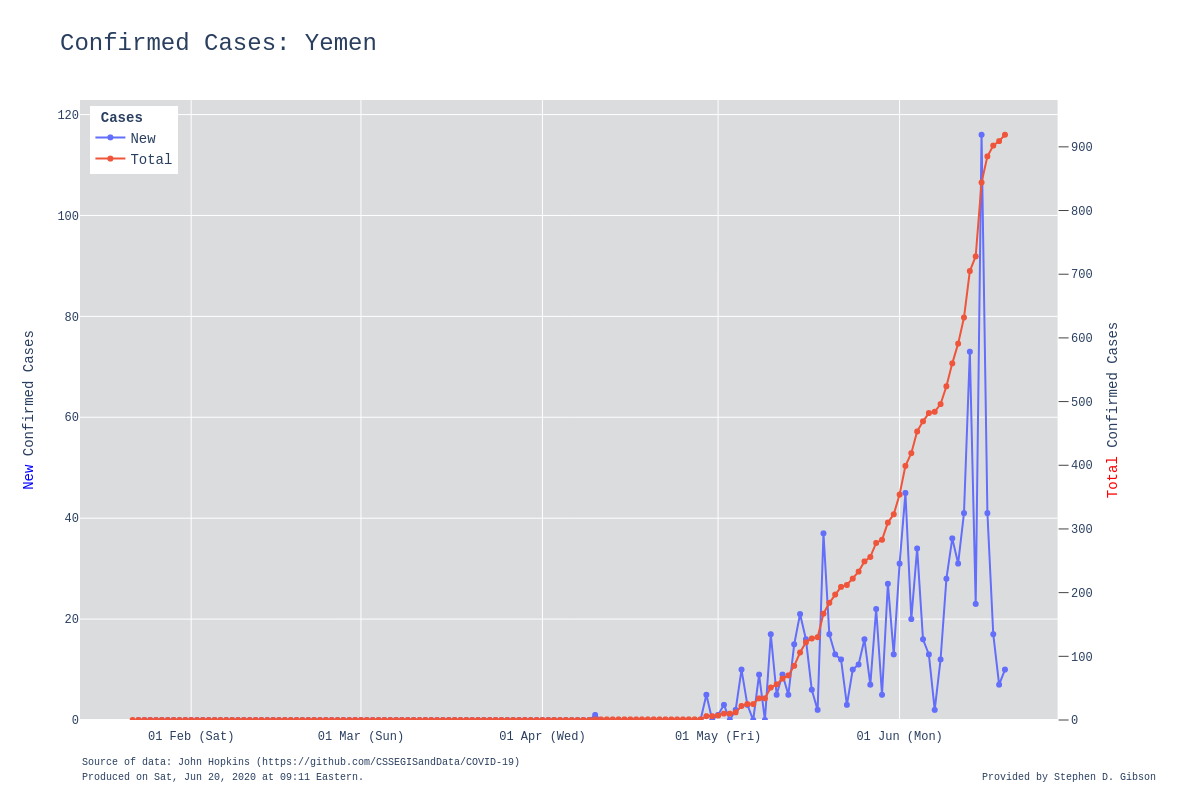 Confirmed Cases: Yemen
Cases
New
Total
120
100
80
60
40
20
0
900
800
700
600
500
400
300
200
100
0
New Confirmed Cases
Total Confirmed Cases
01 Feb (Sat)
01 Mar (Sun)
01 Apr (Wed)
01 May (Fri)
01 Jun (Mon)
Source of data: John Hopkins (https://github.com/CSSEGISandData/COVID-19)
Produced on Sat, Jun 20, 2020 at 09:11 Eastern.
Provided by Stephen D. Gibson